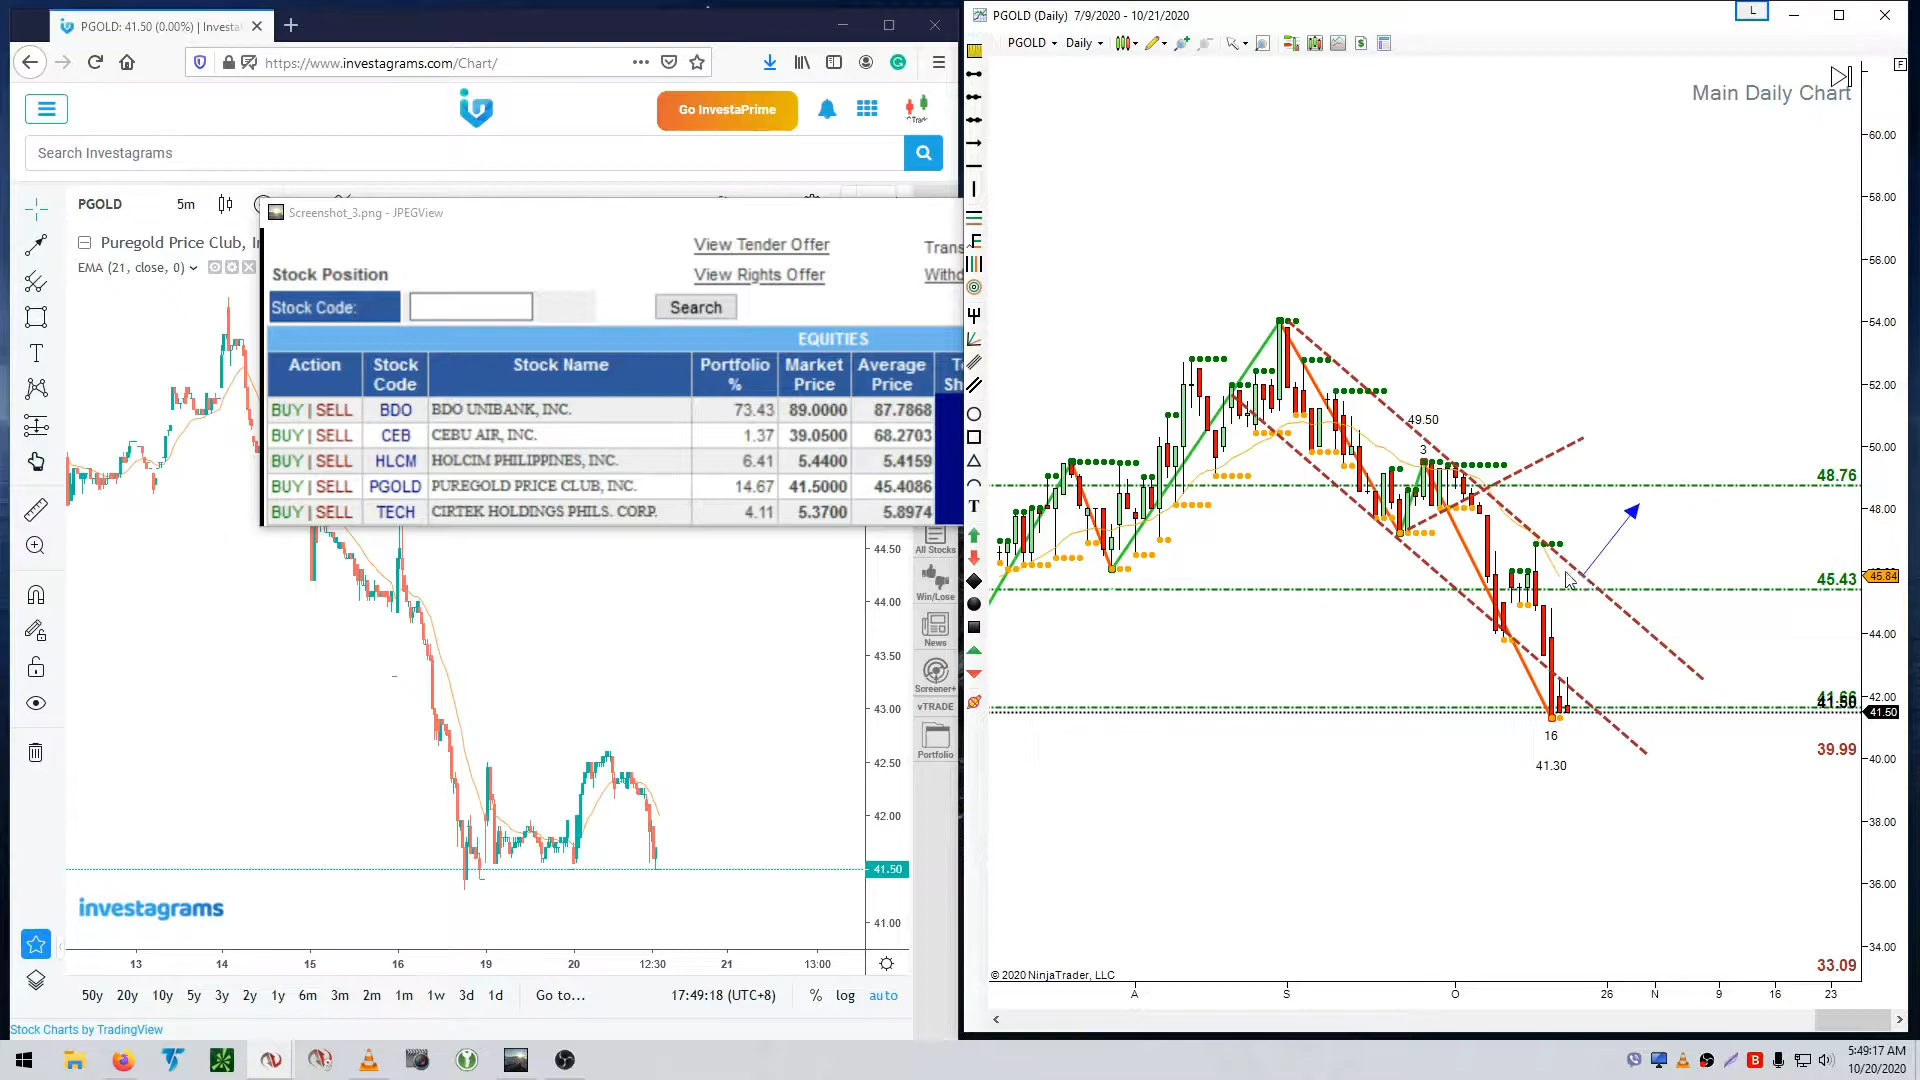 PGOLD: 41.50 (0.00%) | Investa
https://www.investagrams.com/Chart/
Go InvestaPrime
Search Investagrams
PGOLD 5m
Puregold Price Club, I
EMA (21, close, 0)
Screenshot_3.png - JPEGView
View Tender Offer
Trans
View Rights Offer
Withd
Stock Position
Stock Code:
Search
EQUITIES
Action Stock Code Stock Name Portfolio % Market Price Average Price
BUY | SELL BDO BDO UNIBANK, INC. 73.43 89.0000 87.7868
BUY | SELL CEB CEBU AIR, INC. 1.37 39.0500 68.2703
BUY | SELL HLCM HOLCIM PHILIPPINES, INC. 6.41 5.4400 5.4159
BUY | SELL PGOLD PUREGOLD PRICE CLUB, INC. 14.67 41.5000 45.4086
BUY | SELL TECH CIRTEK HOLDINGS PHILS. CORP. 4.11 5.3700 5.8974
44.50
44.00
43.50
43.00
42.50
42.00
41.50
41.00
All Stocks
Win/Lose
News
Screener+
vTRADE
Portfolio
investagrams
13 14 15 16 19 20 12:30 21 13:00
50y 20y 10y 5y 3y 2y 1y 6m 3m 2m 1m 1w 3d 1d Go to... 17:49:18 (UTC+8) % log auto
Stock Charts by TradingView
PGOLD (Daily) 7/9/2020 - 10/21/2020
L
PGOLD Daily
F
Main Daily Chart
60.00
58.00
56.00
54.00
52.00
50.00
48.00
45.84
44.00
42.00
41.50
40.00
38.00
36.00
34.00
49.50
3
48.76
45.43
41.66
41.50
39.99
33.09
16
41.30
© 2020 NinjaTrader, LLC
A S O 26 N 9 16 23
5:49:17 AM
10/20/2020